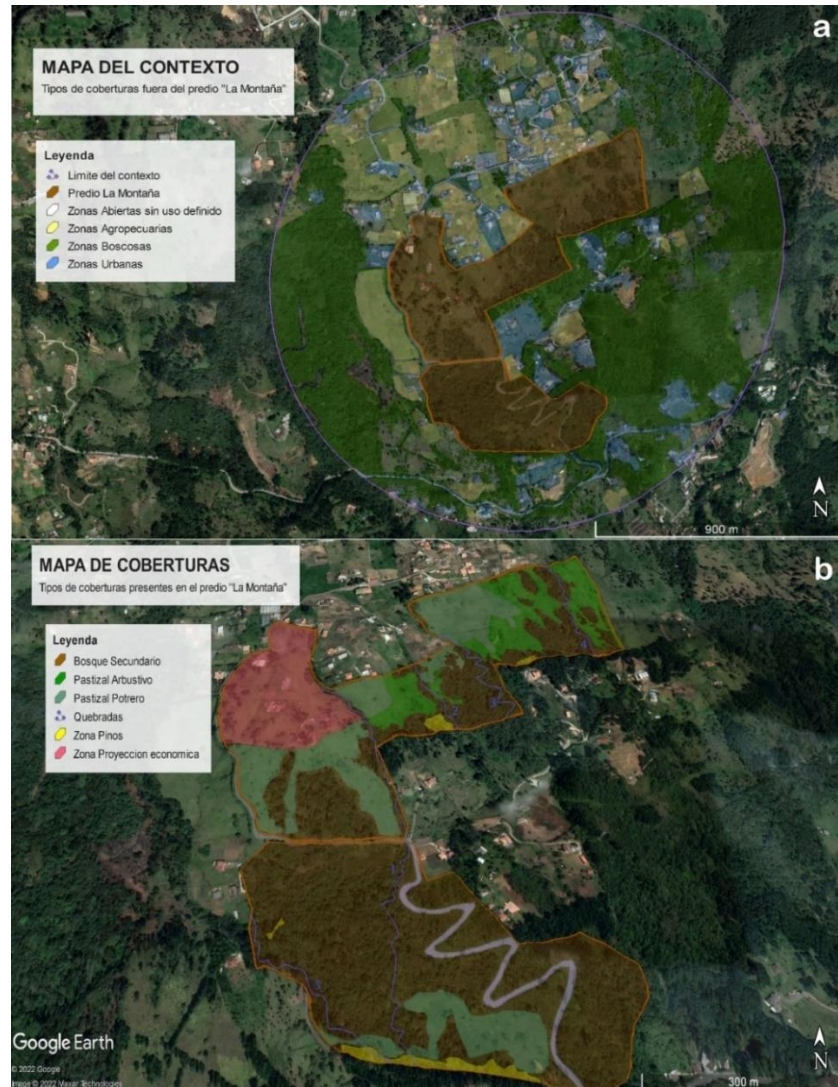 a
MAPA DEL CONTEXTO
Tipos de coberturas fuera del predio "La Montaña"
Leyenda
Limite del contexto
Predio La Montaña
Zonas Abiertas sin uso definido
Zonas Agropecuarias
Zonas Boscosas
Zonas Urbanas
N
900 m
b
MAPA DE COBERTURAS
Tipos de coberturas presentes en el predio "La Montaña"
Leyenda
Bosque Secundario
Pastizal Arbustivo
Pastizal Potrero
Quebradas
Zona Pinos
Zona Proyeccion economica
4
Google Earth
© 2022 Google
Image © 2022 Maxar Technologies
N
300 m